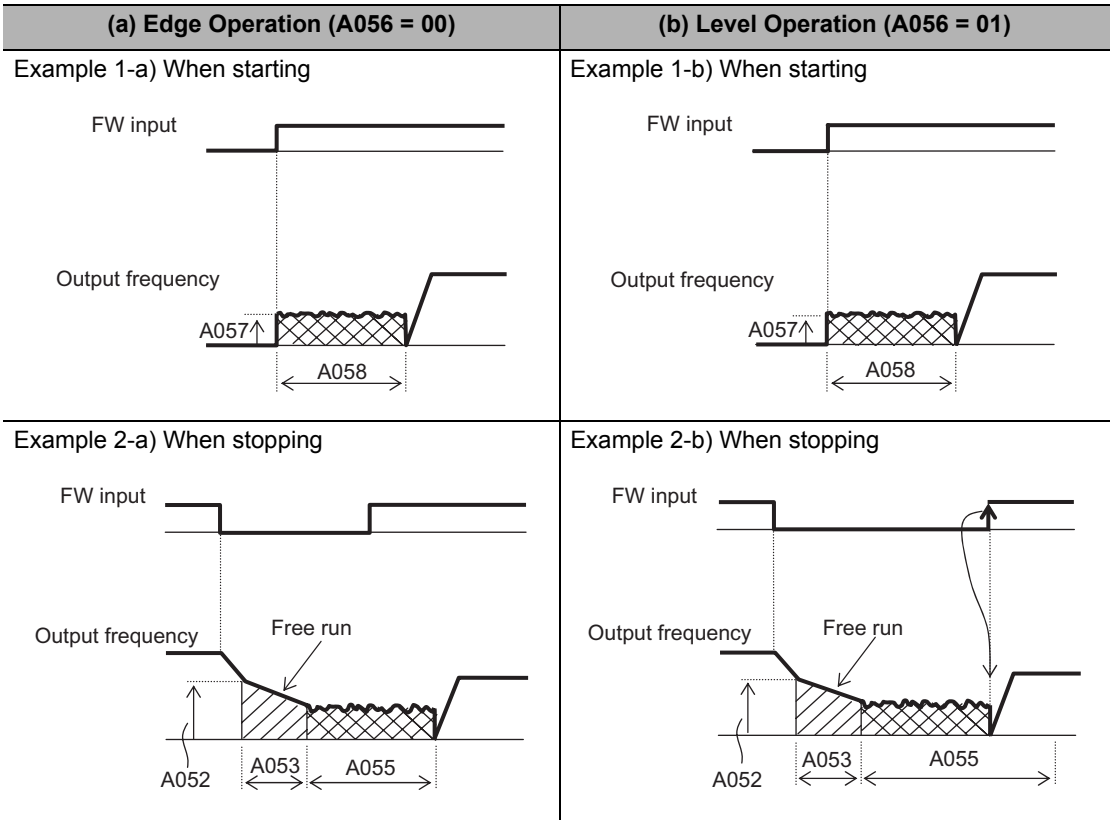 (a) Edge Operation (A056 = 00)
(b) Level Operation (A056 = 01)
Example 1-a) When starting
FW input
Output frequency
A057
A058
Example 1-b) When starting
FW input
Output frequency
A057
A058
Example 2-a) When stopping
FW input
Output frequency
Free run
A052
A053
A055
Example 2-b) When stopping
FW input
Output frequency
Free run
A052
A053
A055